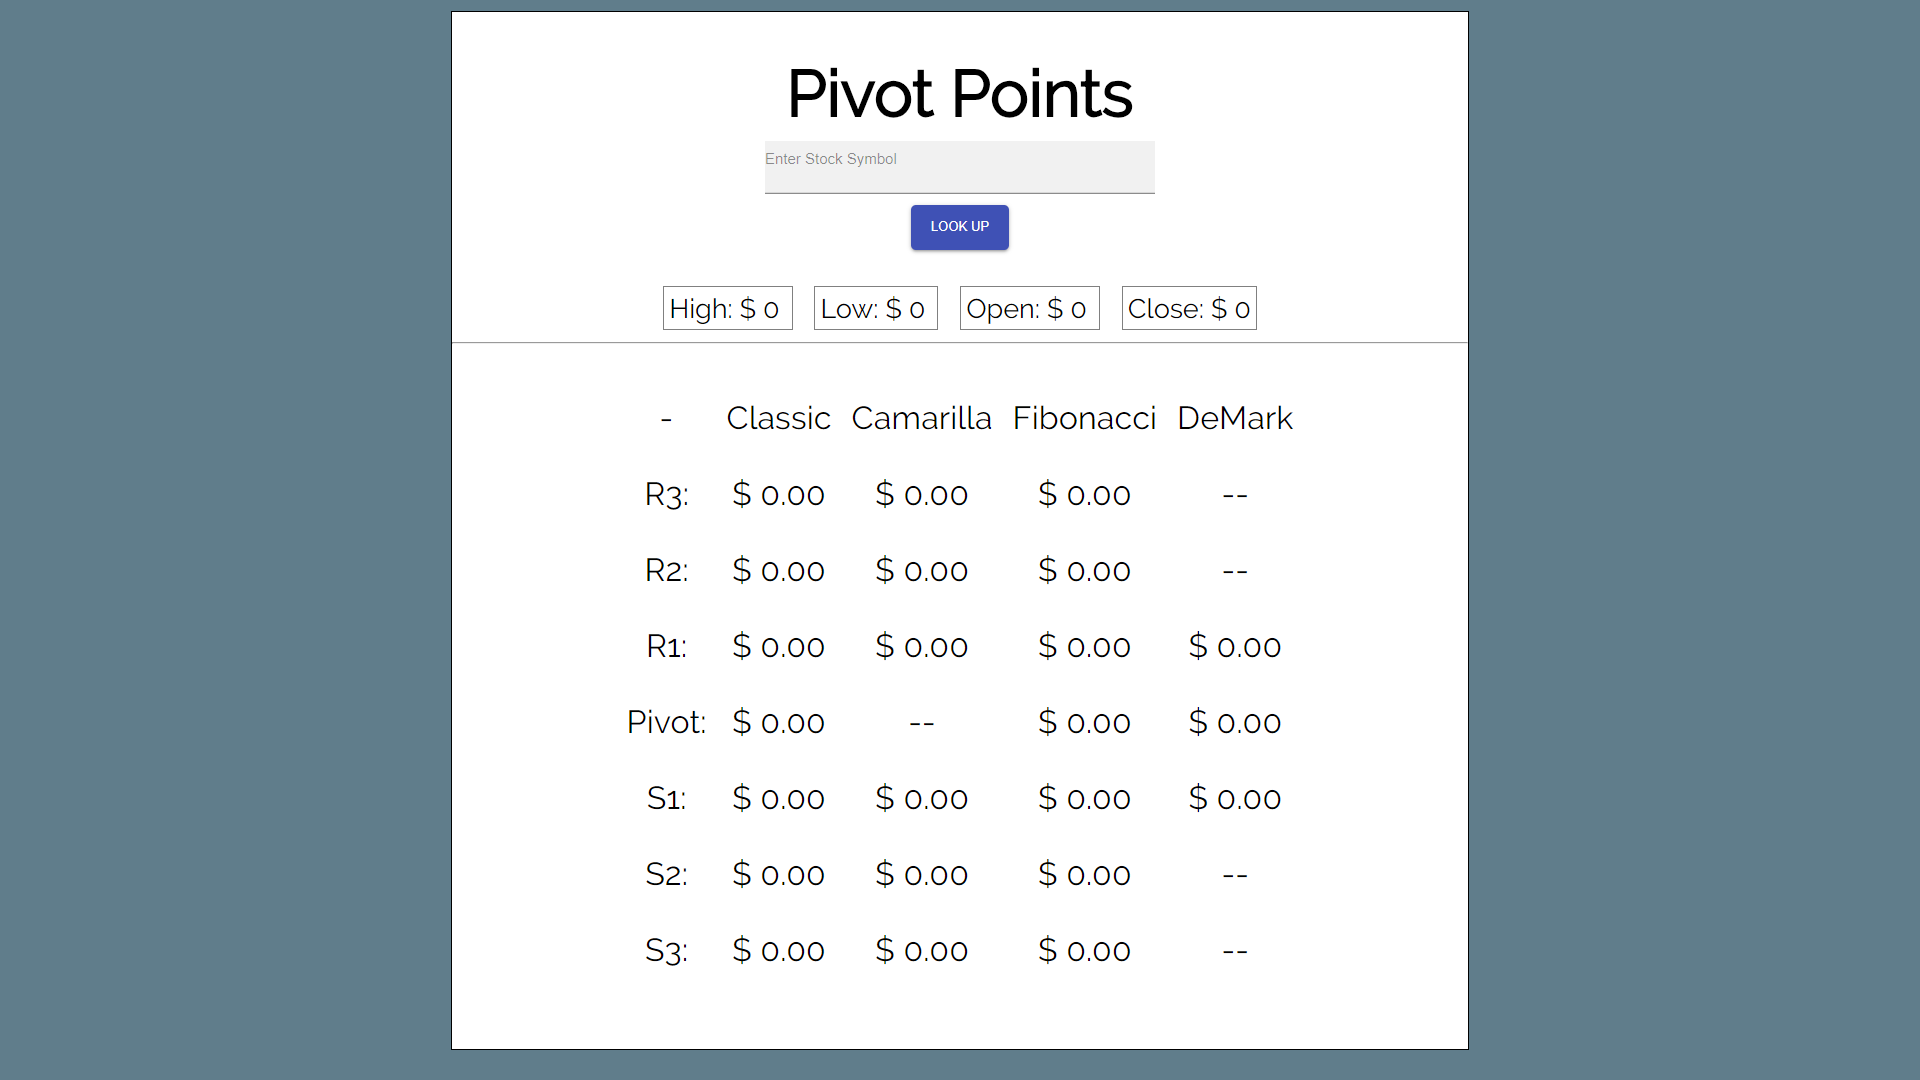 Pivot Points
Enter Stock Symbol
LOOK UP
High: $ 0 Low: $ 0 Open: $ 0 Close: $ 0
- Classic Camarilla Fibonacci DeMark
R3: $ 0.00 $ 0.00 $ 0.00 --
R2: $ 0.00 $ 0.00 $ 0.00 --
R1: $ 0.00 $ 0.00 $ 0.00 $ 0.00
Pivot: $ 0.00 -- $ 0.00 $ 0.00
S1: $ 0.00 $ 0.00 $ 0.00 $ 0.00
S2: $ 0.00 $ 0.00 $ 0.00 --
S3: $ 0.00 $ 0.00 $ 0.00 --